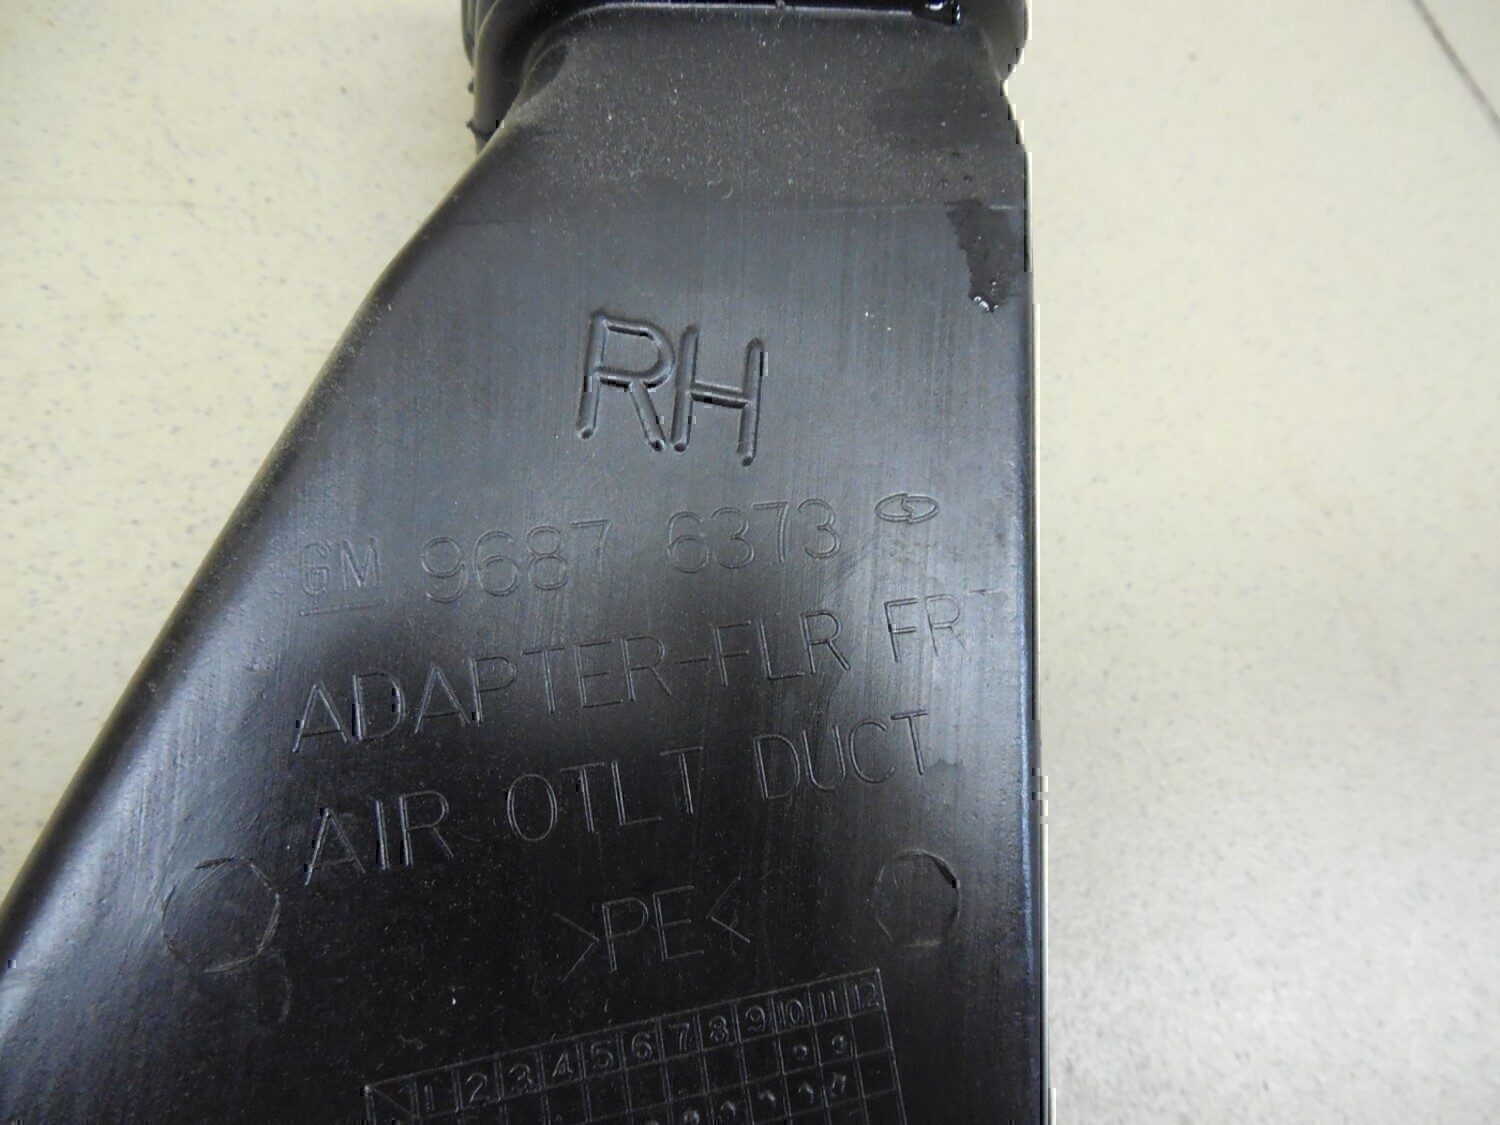 RH
GM 9687 6373
ADAPTER-FLR FR
AIR OTLT DUCT
>PE<
1 2 3 4 5 6 7 8 9 10 11 12